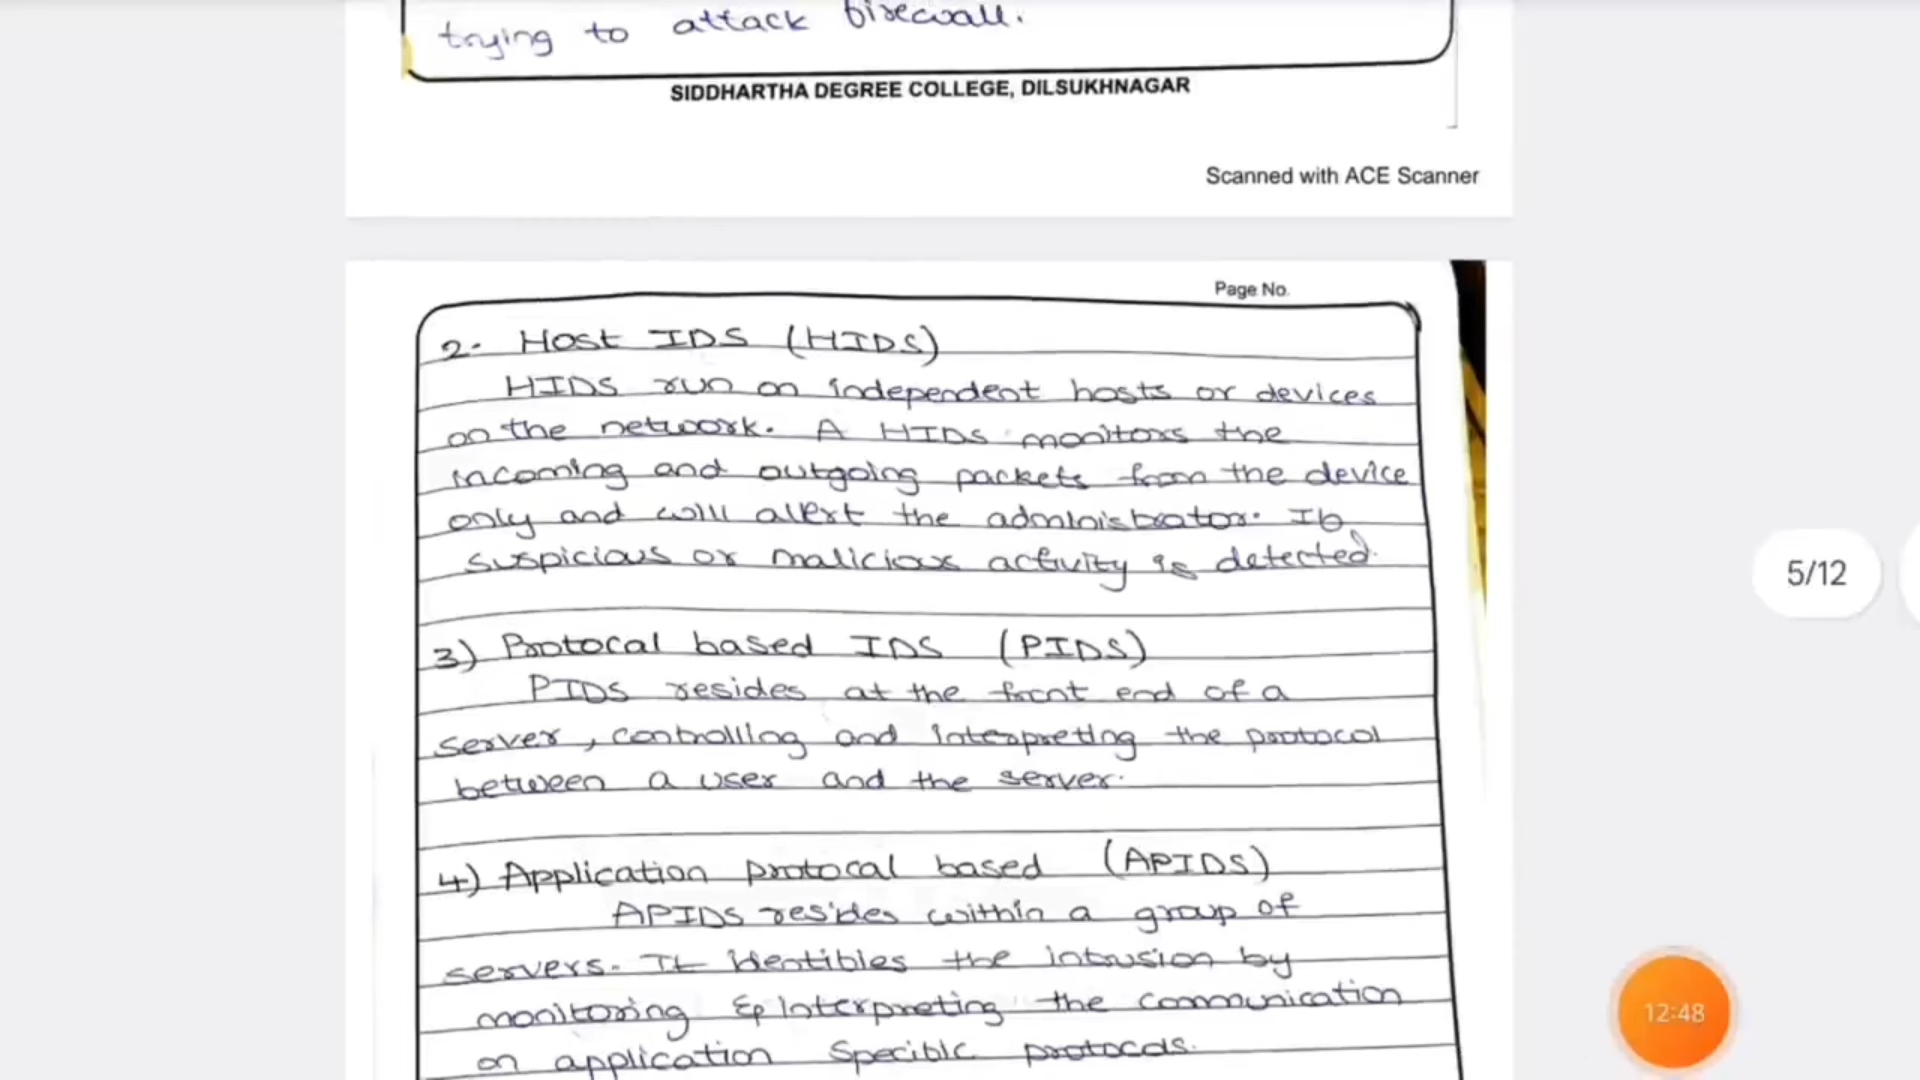 trying to attack firewall.
SIDDHARTHA DEGREE COLLEGE, DILSUKHNAGAR
Scanned with ACE Scanner
Page No.
2. Host IDS (HIDS)
HIDS run on independent hosts or devices
on the network. A HIDS monitors the
incoming and outgoing packets from the device
only and will alert the administrator. If
suspicious or malicious activity is detected.
3) Protocal based IDS (PIDS)
PIDS resides at the front end of a
server, controlling and interpreting the protocol
between a user and the server.
4) Application protocal based (APIDS)
APIDS resides within a group of
servers. It identifies the intrusion by
monitoring & interpreting the communication
on application specific protocols.
5/12
12:48